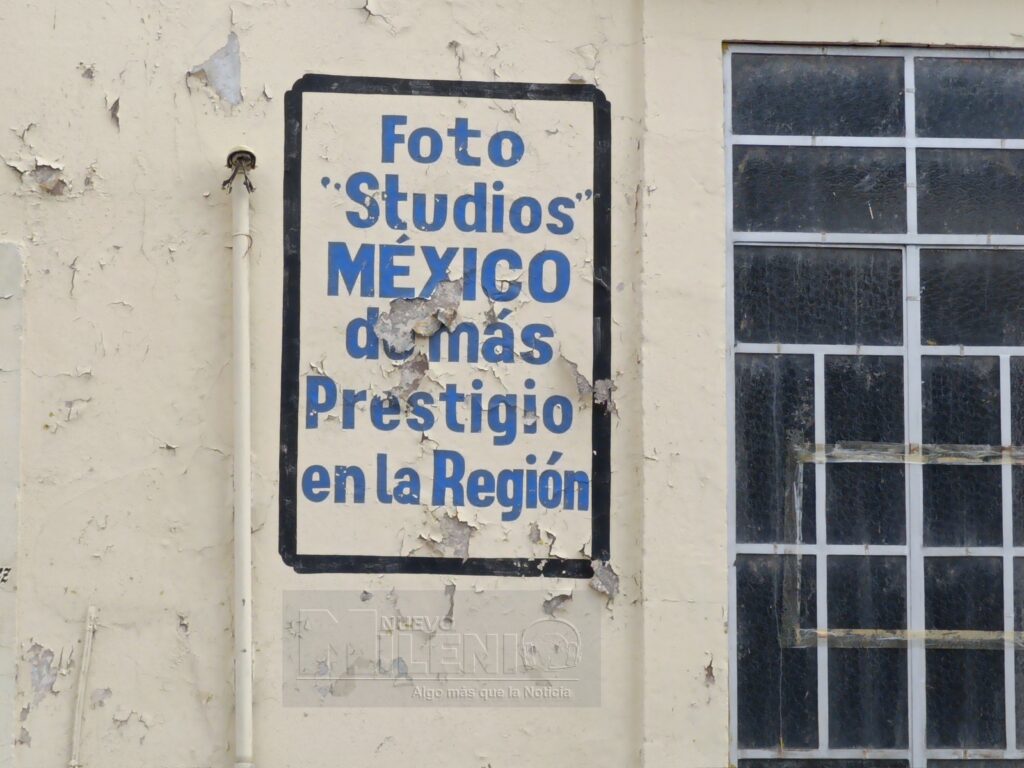 Foto
"Studios"
MÉXICO
de más
Prestigio
en la Región
NUEVO
MILENIO
Algo más que la Noticia